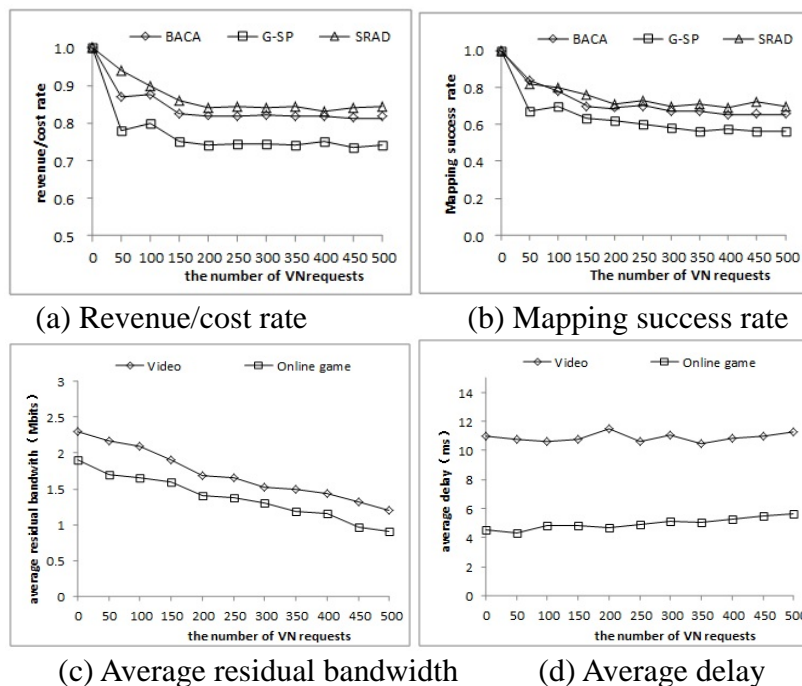 BACA G-SP SRAD
1.0
0.9
0.8
0.7
0.6
0.5
revenue/cost rate
0 50 100 150 200 250 300 350 400 450 500
the number of VNrequests
(a) Revenue/cost rate
BACA G-SP SRAD
1.0
0.8
0.6
0.4
0.2
0.0
Mapping success rate
0 50 100 150 200 250 300 350 400 450 500
The number of VN requests
(b) Mapping success rate
Video Online game
3
2.5
2
1.5
1
0.5
0
average residual bandwith (Mbits)
0 50 100 150 200 250 300 350 400 450 500
the number of VN requests
(c) Average residual bandwidth
Video Online game
14
12
10
8
6
4
2
0
average delay (ms)
0 50 100 150 200 250 300 350 400 450 500
the number of VN requests
(d) Average delay